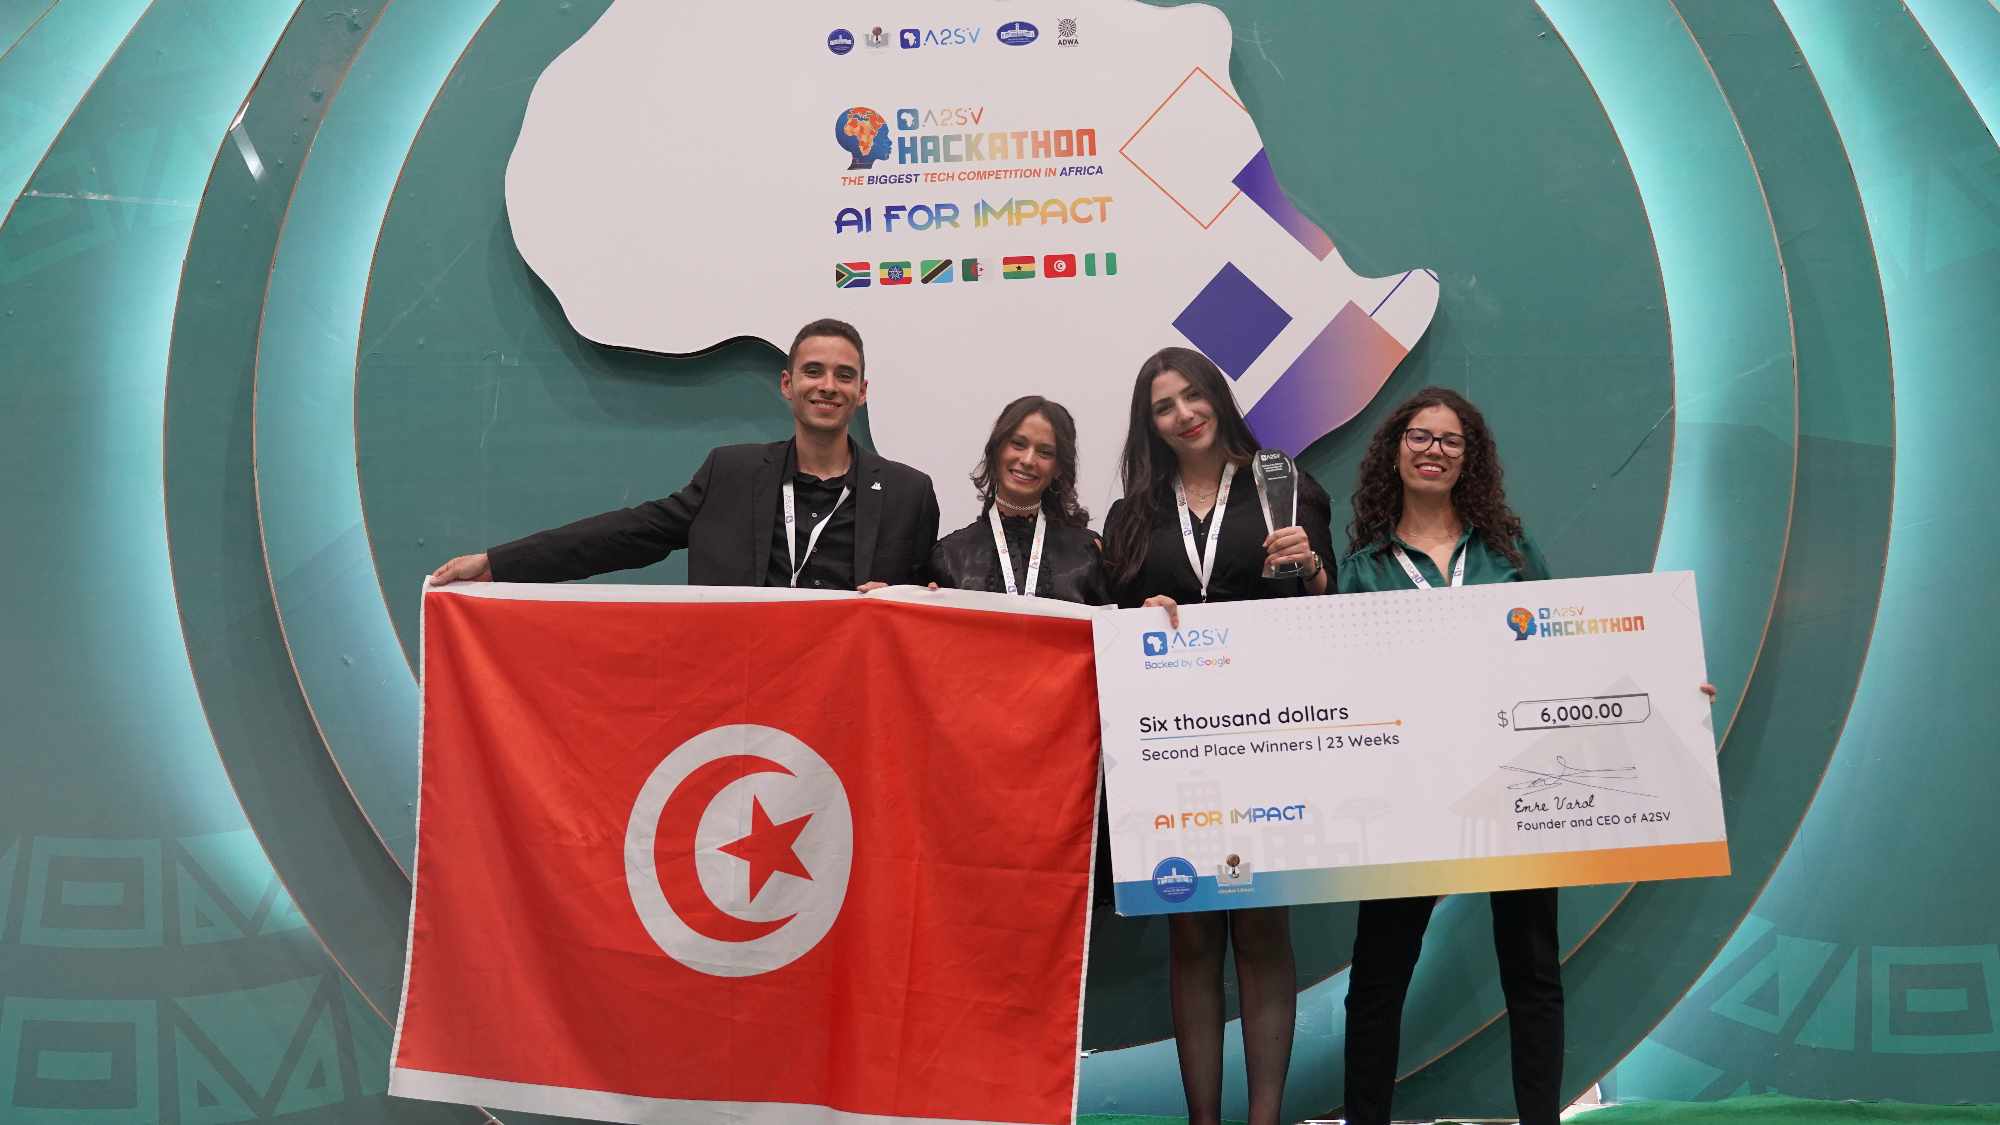 A2SV
ADWA
A2SV
HACKATHON
THE BIGGEST TECH COMPETITION IN AFRICA
AI FOR IMPACT
A2SV
A2SV
Backed by Google
A2SV
HACKATHON
Six thousand dollars
$ 6,000.00
Second Place Winners | 23 Weeks
Emre Varol
Founder and CEO of A2SV
AI FOR IMPACT